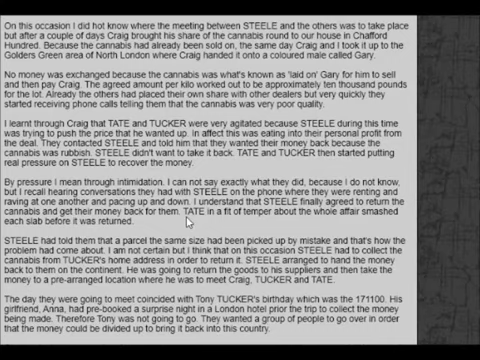 On this occasion I did hot know where the meeting between STEELE and the others was to take place
but after a couple of days Craig brought his share of the cannabis round to our house in Chafford
Hundred. Because the cannabis had already been sold on, the same day Craig and I took it up to the
Golders Green area of North London where Craig handed it onto a coloured male called Gary.
No money was exchanged because the cannabis was what's known as 'laid on' Gary for him to sell
and then pay Craig. The agreed amount per kilo worked out to be approximately ten thousand pounds
for the lot. Already the others had placed their own share with other dealers but very quickly they
started receiving phone calls telling them that the cannabis was very poor quality.
I learnt through Craig that TATE and TUCKER were very agitated because STEELE during this time
was trying to push the price that he wanted up. In affect this was eating into their personal profit from
the deal. They contacted STEELE and told him that they wanted their money back because the
cannabis was rubbish. STEELE didn't want to take it back. TATE and TUCKER then started putting
real pressure on STEELE to recover the money.
By pressure I mean through intimidation. I can not say exactly what they did, because I do not know,
but I recall hearing conversations they had with STEELE on the phone where they were renting and
raving at one another and pacing up and down. I understand that STEELE finally agreed to return the
cannabis and get their money back for them. TATE in a fit of temper about the whole affair smashed
each slab before it was returned.
STEELE had told them that a parcel the same size had been picked up by mistake and that's how the
problem had come about. I am not certain but I think that on this occasion STEELE had to collect the
cannabis from TUCKER's home address in order to return it. STEELE arranged to hand the money
back to them on the continent. He was going to return the goods to his suppliers and then take the
money to a pre-arranged location where he was to meet Craig, TUCKER and TATE.
The day they were going to meet coincided with Tony TUCKER's birthday which was the 171100. His
girlfriend, Anna, had pre-booked a surprise night in a London hotel prior the trip to collect the money
being made. Therefore Tony was not going to go. They wanted a group of people to go over in order
that the money could be divided up to bring it back into this country.